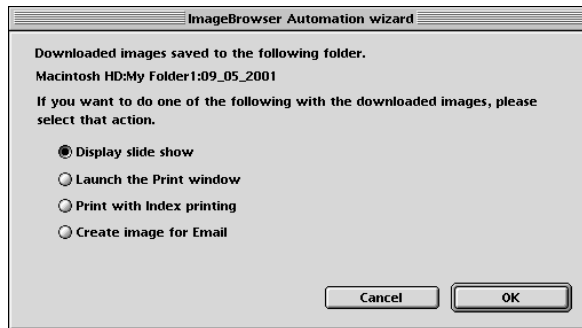 ImageBrowser Automation wizard
Downloaded images saved to the following folder.
Macintosh HD:My Folder1:09_05_2001
If you want to do one of the following with the downloaded images, please
select that action.
Display slide show
Launch the Print window
Print with Index printing
Create image for Email
Cancel OK